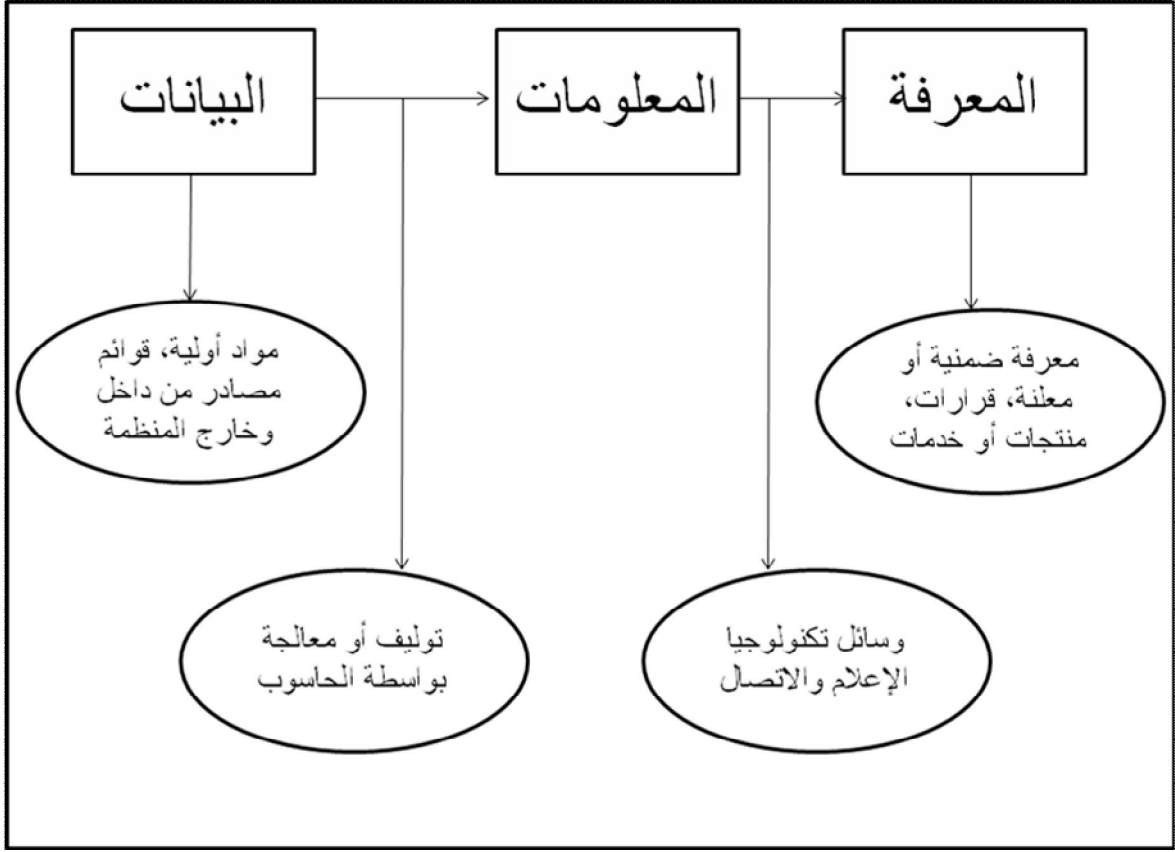 البيانات
المعلومات
المعرفة
مواد أولية، قوائم
مصادر من داخل
وخارج المنظمة
معرفة ضمنية أو
معلنة، قرارات،
منتجات أو خدمات
توليف أو معالجة
بواسطة الحاسوب
وسائل تكنولوجيا
الإعلام والاتصال